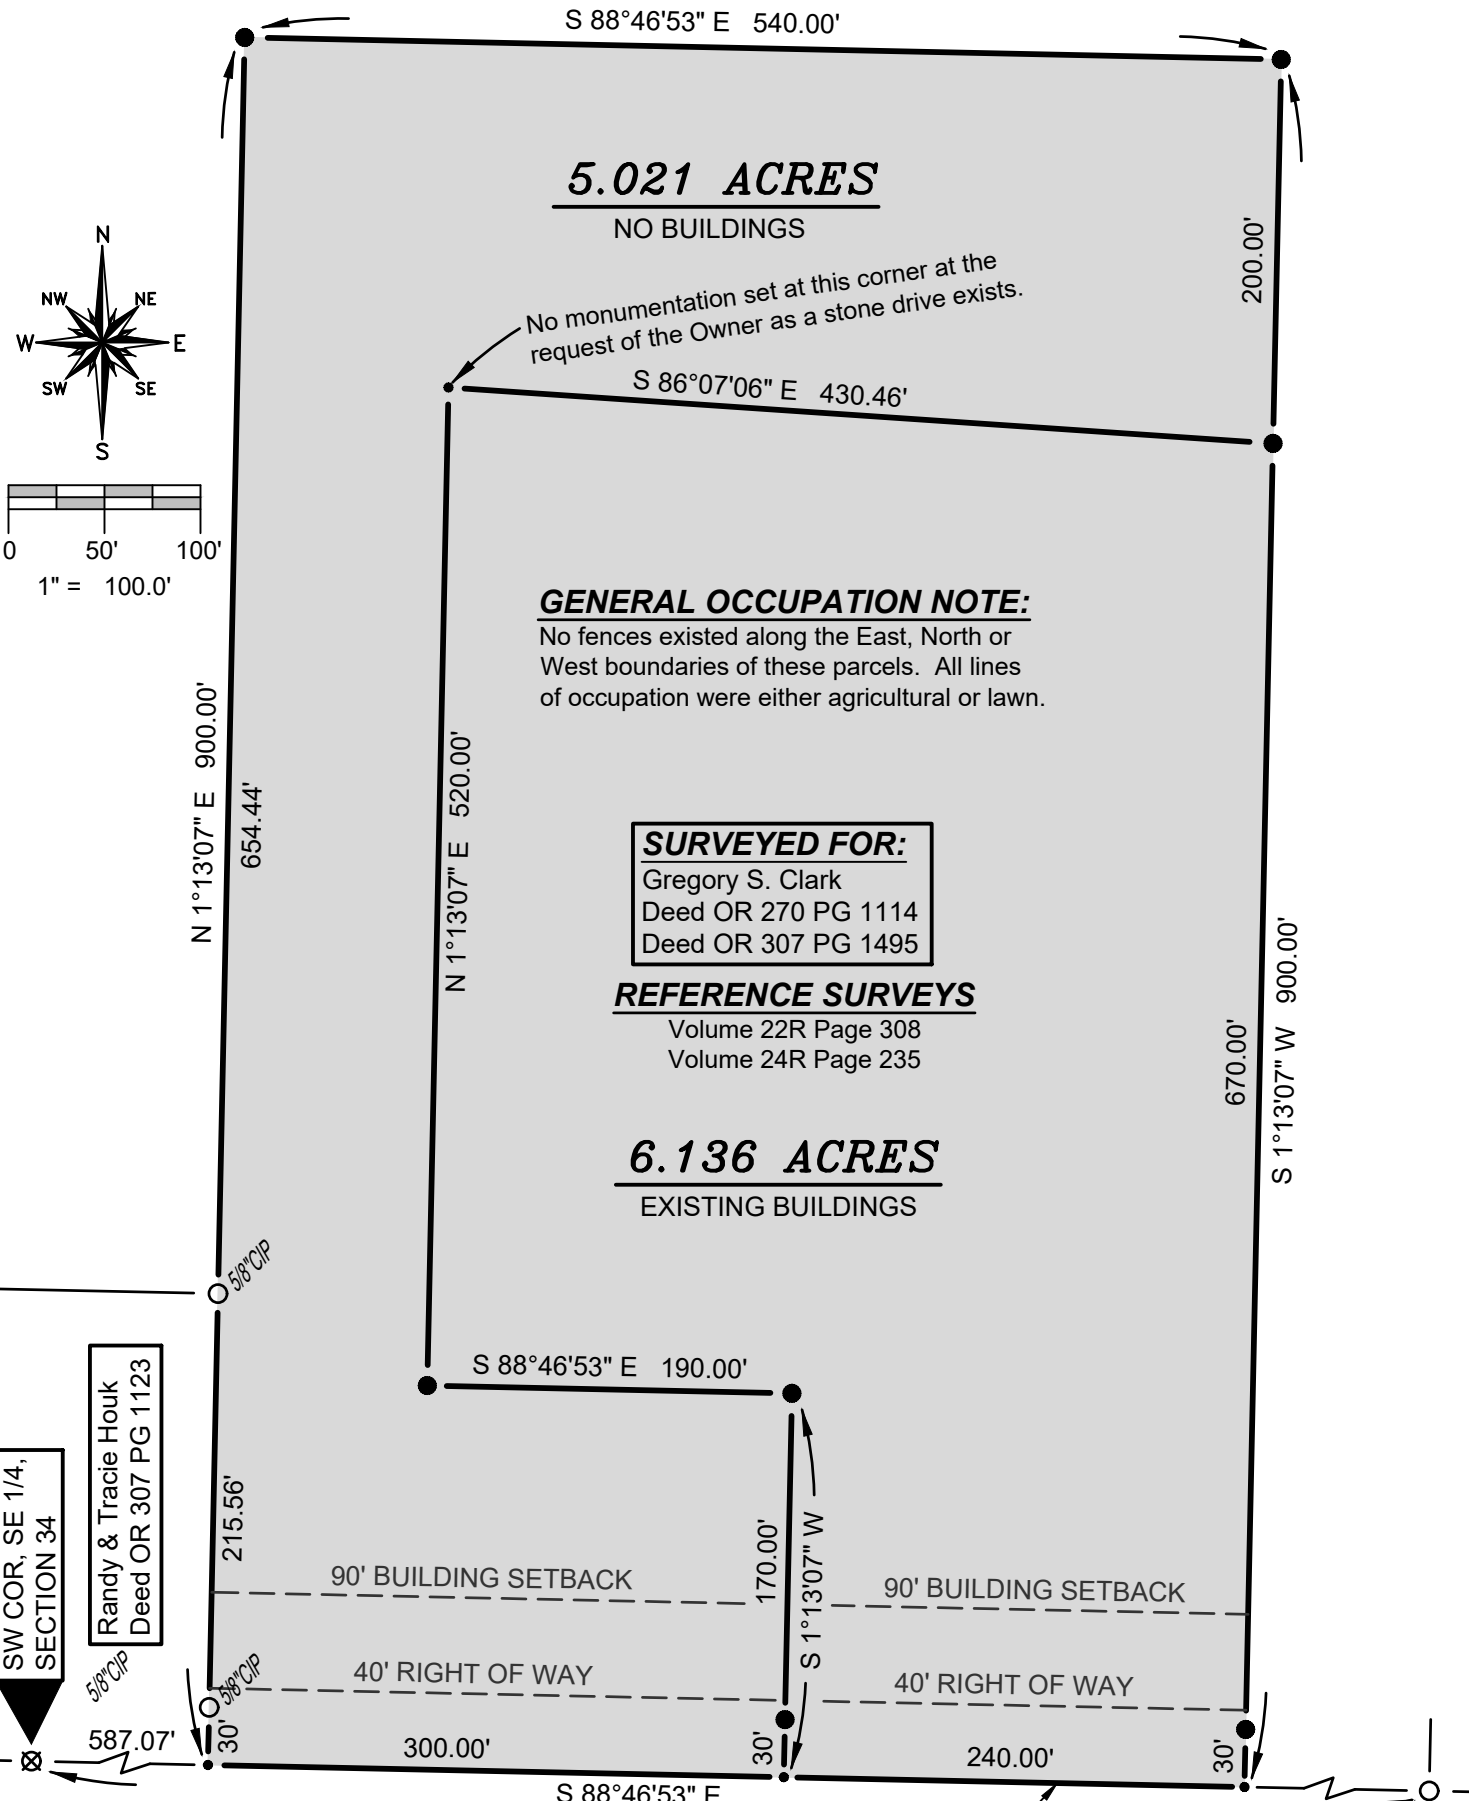 S 88°46'53" E 540.00'
5.021 ACRES
NO BUILDINGS
200.00'
N
NW
NE
W
E
SW
SE
S
No monumentation set at this corner at the
request of the Owner as a stone drive exists.
S 86°07'06" E 430.46'
0 50' 100'
1" = 100.0'
GENERAL OCCUPATION NOTE:
No fences existed along the East, North or
West boundaries of these parcels. All lines
of occupation were either agricultural or lawn.
N 1°13'07" E 900.00'
654.44'
N 1°13'07" E 520.00'
SURVEYED FOR:
Gregory S. Clark
Deed OR 270 PG 1114
Deed OR 307 PG 1495
REFERENCE SURVEYS
Volume 22R Page 308
Volume 24R Page 235
670.00'
S 1°13'07" W 900.00'
6.136 ACRES
EXISTING BUILDINGS
5/8"CIP
S 88°46'53" E 190.00'
SW COR, SE 1/4,
SECTION 34
Randy & Tracie Houk
Deed OR 307 PG 1123
215.56'
170.00'
S 1°13'07" W
90' BUILDING SETBACK
90' BUILDING SETBACK
40' RIGHT OF WAY
40' RIGHT OF WAY
5/8"CIP
5/8"CIP
587.07'
30'
300.00'
30'
240.00'
30'
S 88°46'53" E